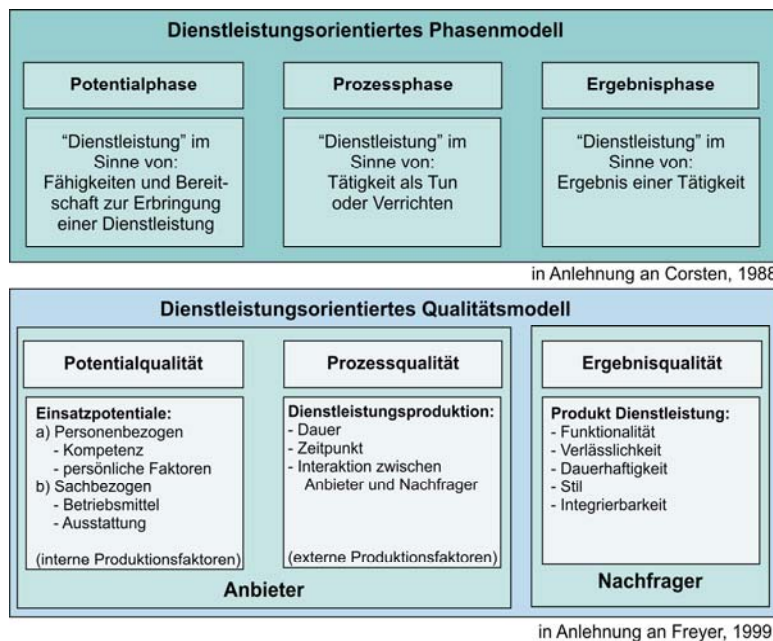 Dienstleistungsorientiertes Phasenmodell
Potentialphase
“Dienstleistung” im
Sinne von:
Fähigkeiten und Bereit-
schaft zur Erbringung
einer Dienstleistung
Prozessphase
“Dienstleistung” im
Sinne von:
Tätigkeit als Tun
oder Verrichten
Ergebnisphase
“Dienstleistung” im
Sinne von:
Ergebnis einer Tätigkeit
in Anlehnung an Corsten, 1988
Dienstleistungsorientiertes Qualitätsmodell
Potentialqualität
Einsatzpotentiale:
a) Personenbezogen
- Kompetenz
- persönliche Faktoren
b) Sachbezogen
- Betriebsmittel
- Ausstattung
(interne Produktionsfaktoren)
Prozessqualität
Dienstleistungsproduktion:
- Dauer
- Zeitpunkt
- Interaktion zwischen
Anbieter und Nachfrager
(externe Produktionsfaktoren)
Anbieter
Ergebnisqualität
Produkt Dienstleistung:
- Funktionalität
- Verlässlichkeit
- Dauerhaftigkeit
- Stil
- Integrierbarkeit
Nachfrager
in Anlehnung an Freyer, 1999